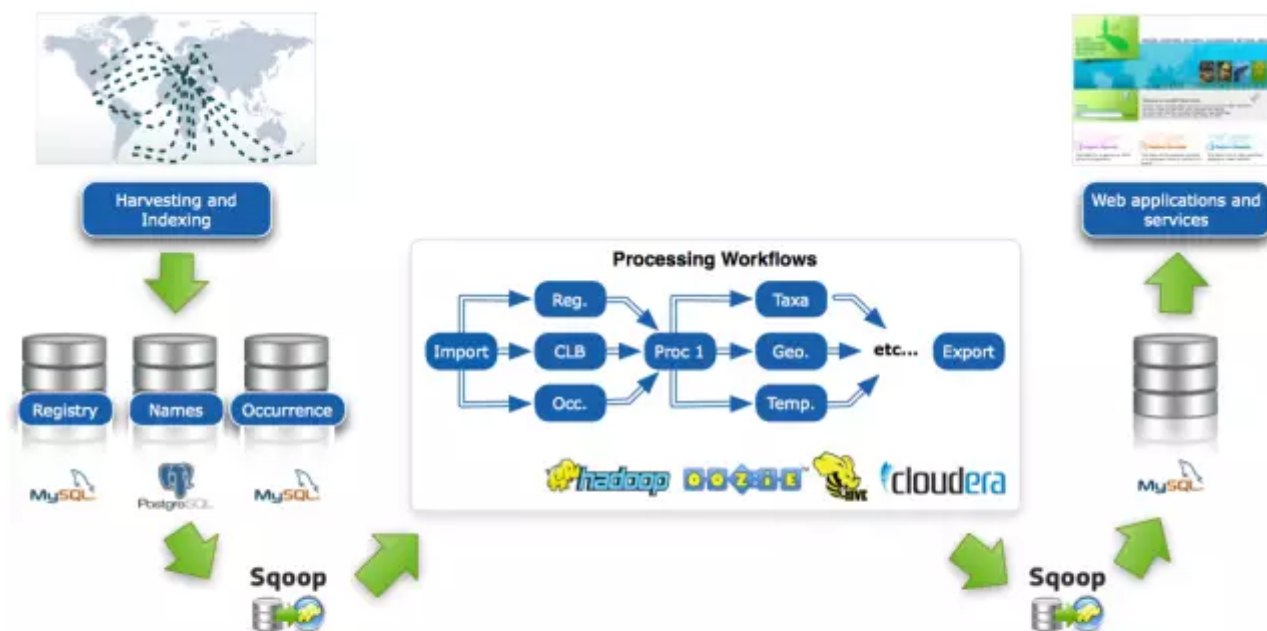 Harvesting and
Indexing
Web applications and
services
Processing Workflows
Reg.
Taxa
Import
CLB
Proc 1
Geo.
etc...
Export
Occ.
Temp.
Registry
Names
Occurrence
MySQL
PostgreSQL
MySQL
hadoop
OOZIE
HIVE
cloudera
MySQL
Sqoop
Sqoop